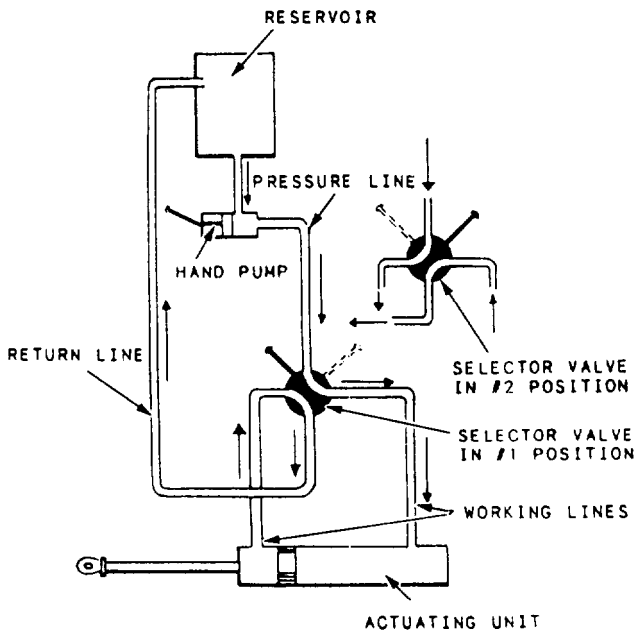 RESERVOIR
PRESSURE LINE
HAND PUMP
RETURN LINE
SELECTOR VALVE
IN #2 POSITION
SELECTOR VALVE
IN #1 POSITION
WORKING LINES
ACTUATING UNIT